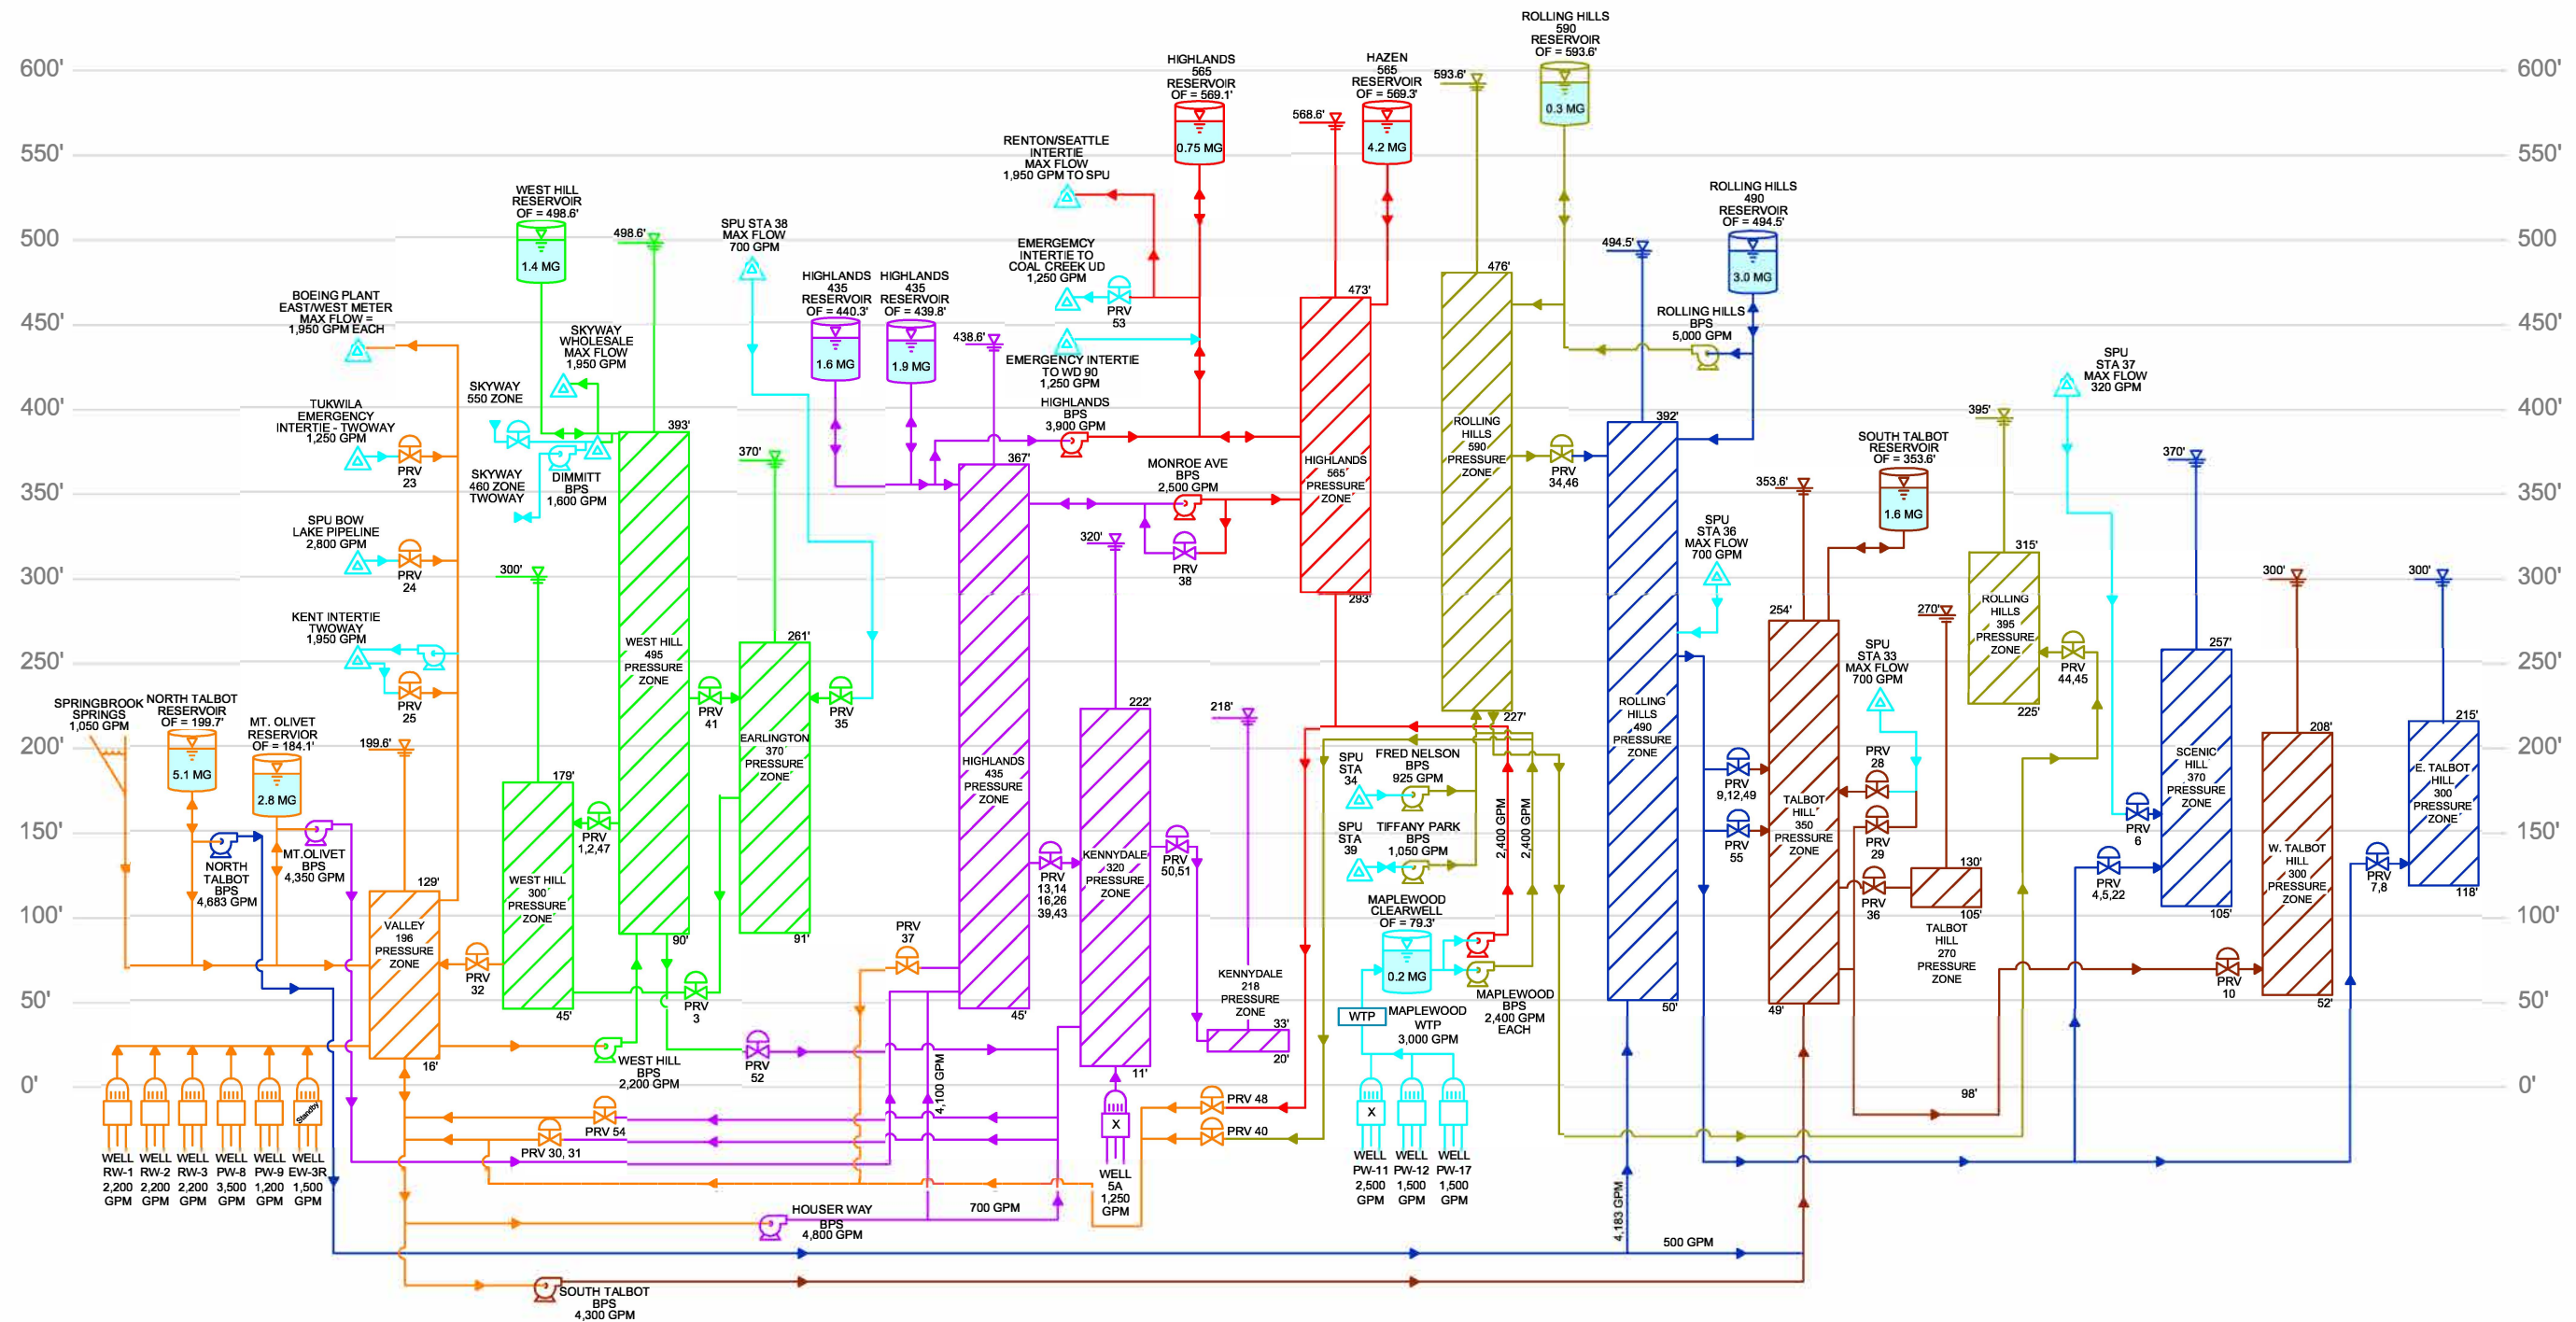 600'
550'
500
450'
400'
350'
300'
250'
200'
150'
100'
50'
0'
600'
550'
500
450'
400'
350'
300'
250'
200'
150'
100'
50'
0'
BOEING PLANT
EAST/WEST METER
MAX FLOW =
1,950 GPM EACH
TUKWILA
EMERGENCY
INTERTIE - TWOWAY
1,250 GPM
PRV
23
SPU BOW
LAKE PIPELINE
2,800 GPM
PRV
24
KENT INTERTIE
TWOWAY
1,950 GPM
PRV
25
SPRINGBROOK
SPRINGS
1,050 GPM
NORTH TALBOT
RESERVOIR
OF = 199.7'
5.1 MG
MT. OLIVET
RESERVIOR
OF = 184.1'
2.8 MG
199.6'
NORTH
TALBOT
BPS
4,683 GPM
MT.OLIVET
BPS
4,350 GPM
129'
VALLEY
196
PRESSURE
ZONE
16'
PRV
32
WELL
RW-1
2,200
GPM
WELL
RW-2
2,200
GPM
WELL
RW-3
2,200
GPM
WELL
PW-8
3,500
GPM
WELL
PW-9
1,200
GPM
Standby
WELL
EW-3R
1,500
GPM
WEST HILL
RESERVOIR
OF = 498.6'
1.4 MG
498.6'
SKYWAY
WHOLESALE
MAX FLOW
1,950 GPM
SKYWAY
550 ZONE
SKYWAY
460 ZONE
TWOWAY
DIMMITT
BPS
1,600 GPM
300'
179'
WEST HILL
300
PRESSURE
ZONE
45'
PRV
1,2,47
393'
WEST HILL
495
PRESSURE
ZONE
90'
PRV
41
PRV
3
WEST HILL
BPS
2,200 GPM
PRV
52
PRV 54
PRV 30, 31
SOUTH TALBOT
BPS
4,300 GPM
SPU STA 38
MAX FLOW
700 GPM
370'
261'
EARLINGTON
370
PRESSURE
ZONE
91'
PRV
35
PRV
37
HOUSER WAY
BPS
4,800 GPM
4,100 GPM
700 GPM
HIGHLANDS
435
RESERVOIR
OF = 440.3'
1.6 MG
HIGHLANDS
435
RESERVOIR
OF = 439.8'
1.9 MG
438.6'
367'
HIGHLANDS
435
PRESSURE
ZONE
45'
RENTON/SEATTLE
INTERTIE
MAX FLOW
1,950 GPM TO SPU
EMERGEMCY
INTERTIE TO
COAL CREEK UD
1,250 GPM
PRV
53
EMERGENCY INTERTIE
TO WD 90
1,250 GPM
HIGHLANDS
BPS
3,900 GPM
MONROE AVE
BPS
2,500 GPM
PRV
38
320'
222'
KENNYDALE
320
PRESSURE
ZONE
11'
PRV
13,14
16,26
39,43
PRV
50,51
218'
KENNYDALE
218
PRESSURE
ZONE
33'
20'
X
WELL
5A
1,250
GPM
PRV 48
PRV 40
HIGHLANDS
565
RESERVOIR
OF = 569.1'
0.75 MG
568.6'
HAZEN
565
RESERVOIR
OF = 569.3'
4.2 MG
473'
HIGHLANDS
565
PRESSURE
ZONE
293'
SPU
STA
34
FRED NELSON
BPS
925 GPM
SPU
STA
39
TIFFANY PARK
BPS
1,050 GPM
2,400 GPM
2,400 GPM
MAPLEWOOD
CLEARWELL
OF = 79.3'
0.2 MG
WTP
MAPLEWOOD
WTP
3,000 GPM
MAPLEWOOD
BPS
2,400 GPM
EACH
X
WELL
PW-11
2,500
GPM
WELL
PW-12
1,500
GPM
WELL
PW-17
1,500
GPM
ROLLING HILLS
590
RESERVOIR
OF = 593.6'
0.3 MG
593.6'
476'
ROLLING
HILLS
590
PRESSURE
ZONE
227'
PRV
34,46
ROLLING HILLS
490
RESERVOIR
OF = 494.5'
3.0 MG
494.5'
ROLLING HILLS
BPS
5,000 GPM
392'
ROLLING
HILLS
490
PRESSURE
ZONE
50'
4,183 GPM
500 GPM
SPU
STA 36
MAX FLOW
700 GPM
PRV
9,12,49
PRV
55
353.6'
SOUTH TALBOT
RESERVOIR
OF = 353.6'
1.6 MG
254'
TALBOT
HILL
350
PRESSURE
ZONE
49'
SPU
STA 33
MAX FLOW
700 GPM
PRV
28
PRV
29
PRV
36
270'
130'
105'
TALBOT
HILL
270
PRESSURE
ZONE
98'
395'
315'
ROLLING
HILLS
395
PRESSURE
ZONE
225'
PRV
44,45
SPU
STA 37
MAX FLOW
320 GPM
PRV
6
PRV
4,5,22
370'
257'
SCENIC
HILL
370
PRESSURE
ZONE
105'
PRV
10
300'
208'
W. TALBOT
HILL
300
PRESSURE
ZONE
52'
PRV
7,8
300'
215'
E. TALBOT
HILL
300
PRESSURE
ZONE
118'